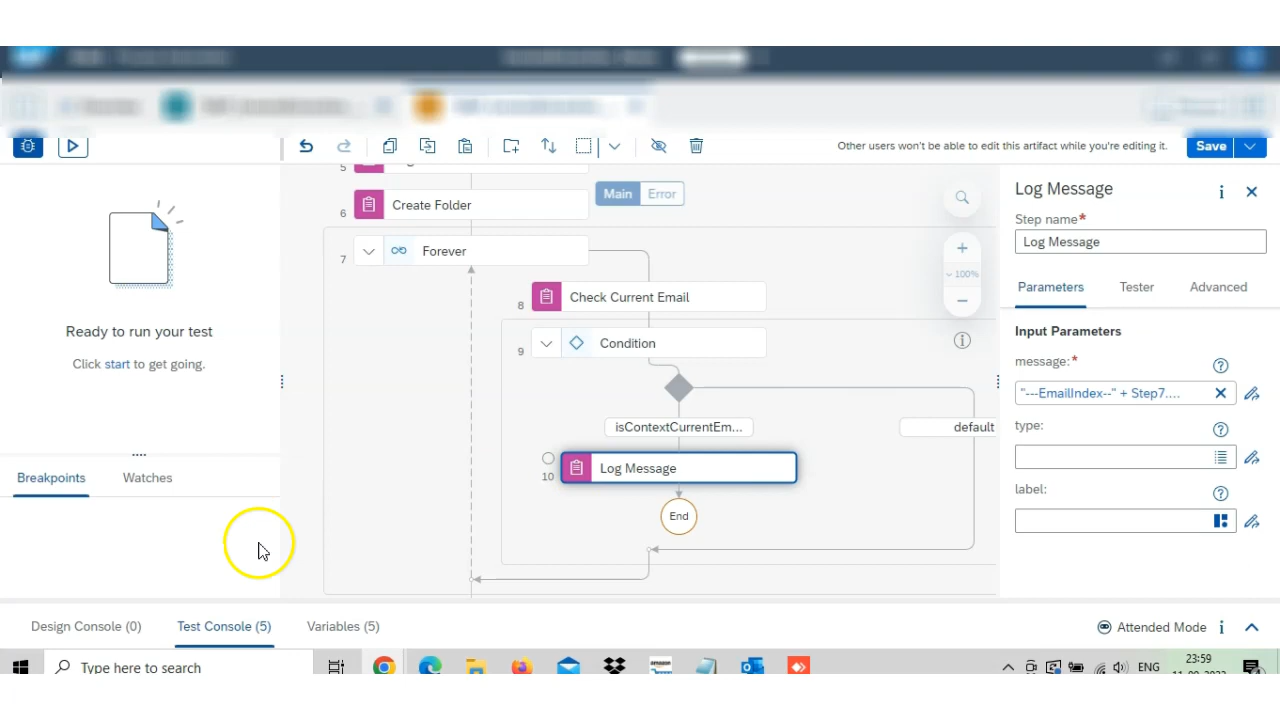 Other users won't be able to edit this artifact while you're editing it.
Save
5
6
Create Folder
Main
Error
7
Forever
8
Check Current Email
9
Condition
100%
isContextCurrentEm...
default
10
Log Message
End
Ready to run your test
Click start to get going.
Breakpoints
Watches
Log Message
Step name*
Log Message
Parameters
Tester
Advanced
Input Parameters
message:*
"---EmailIndex--" + Step7....
type:
label:
Design Console (0)
Test Console (5)
Variables (5)
Attended Mode
Type here to search
ENG
23:59